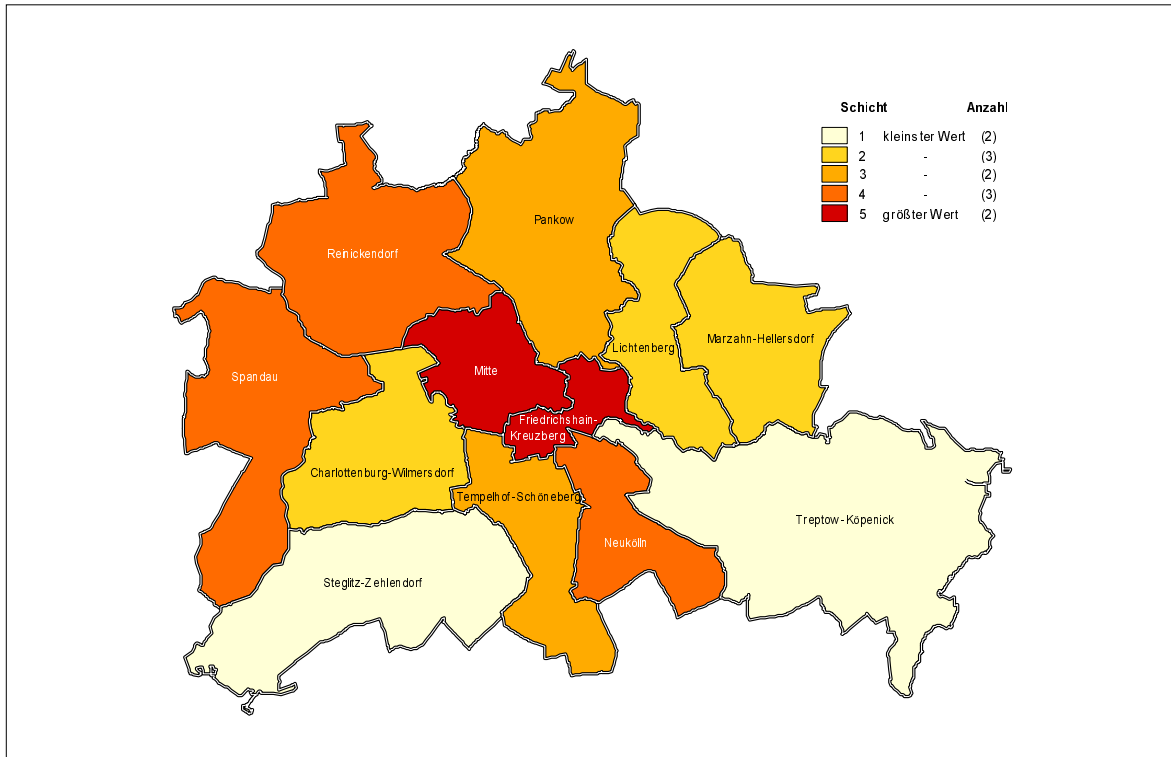 Schicht Anzahl
1 kleinster Wert (2)
2 - (3)
3 - (2)
4 - (3)
5 größter Wert (2)
Pankow
Reinickendorf
Lichtenberg
Marzahn-Hellersdorf
Mitte
Spandau
Friedrichshain-
Kreuzberg
Charlottenburg-Wilmersdorf
Tempelhof-Schöneberg
Treptow-Köpenick
Neukölln
Steglitz-Zehlendorf